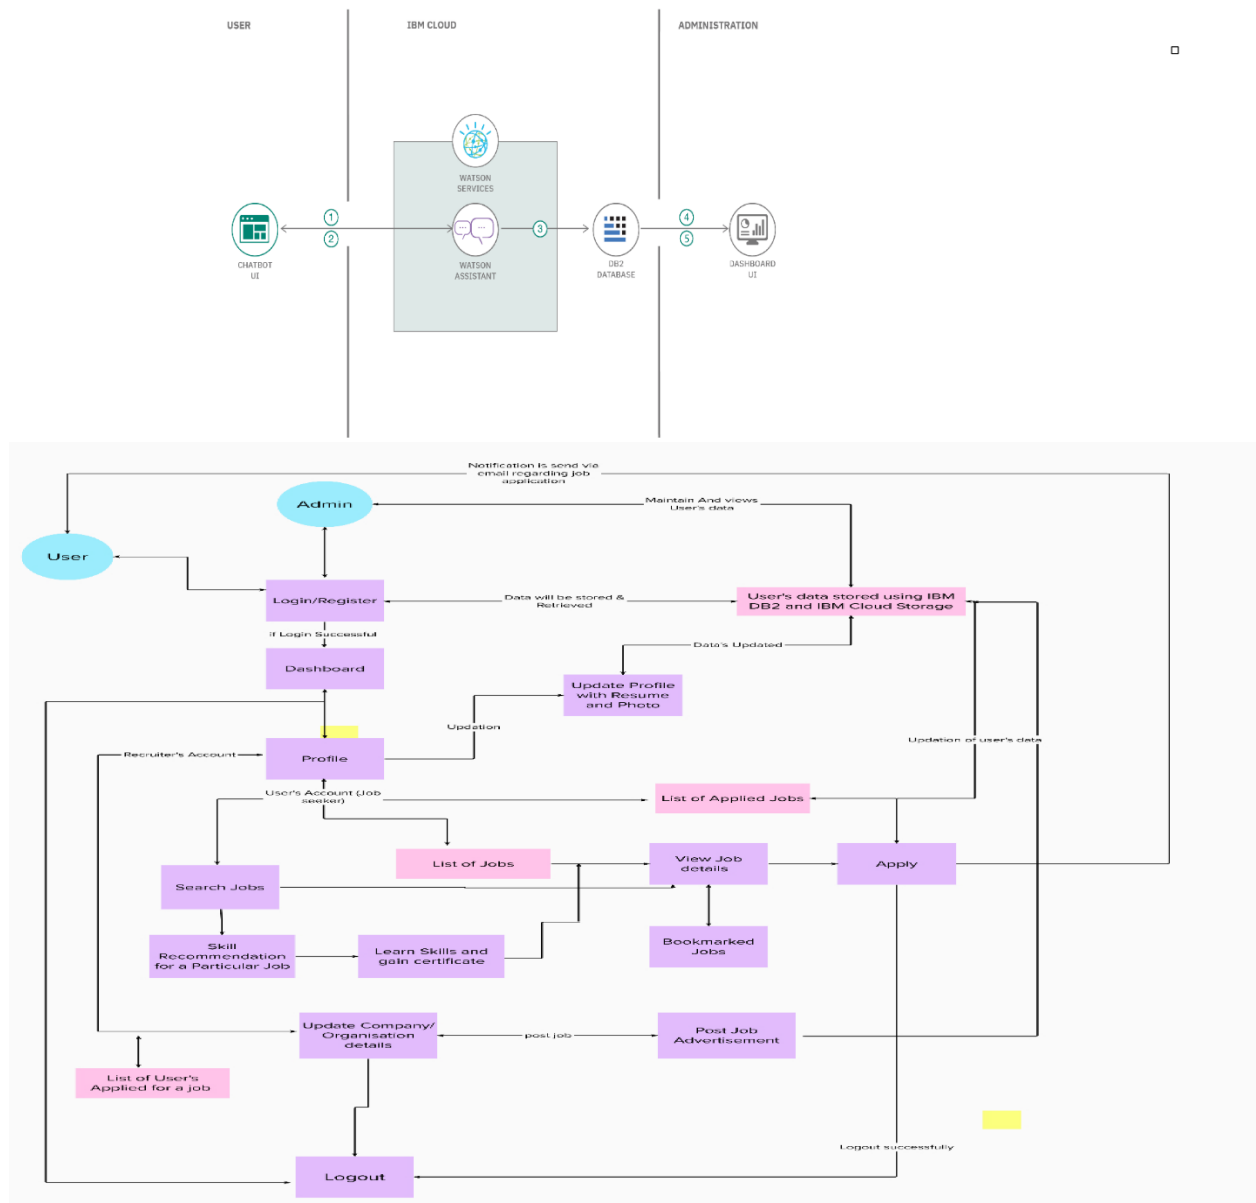 USER
IBM CLOUD
ADMINISTRATION
WATSON
SERVICES
1
2
3
4
5
CHATBOT
UI
WATSON
ASSISTANT
DB2
DATABASE
DASHBOARD
UI
Notification is send via
email regarding job
application
Admin
Maintain And views
User's data
User
Login/Register
Data will be stored &
Retrieved
User's data stored using IBM
DB2 and IBM Cloud Storage
if Login Successful
Dashboard
Data's Updated
Update Profile
with Resume
and Photo
Updation
Updation of user's data
Recruiter's Account
Profile
User's Account (Job
seeker)
List of Applied Jobs
List of Jobs
View Job
details
Apply
Search Jobs
Skill
Recommendation
for a Particular Job
Learn Skills and
gain certificate
Bookmarked
Jobs
Update Company/
Organisation
details
post job
Post Job
Advertisement
List of User's
Applied for a job
Logout successfully
Logout